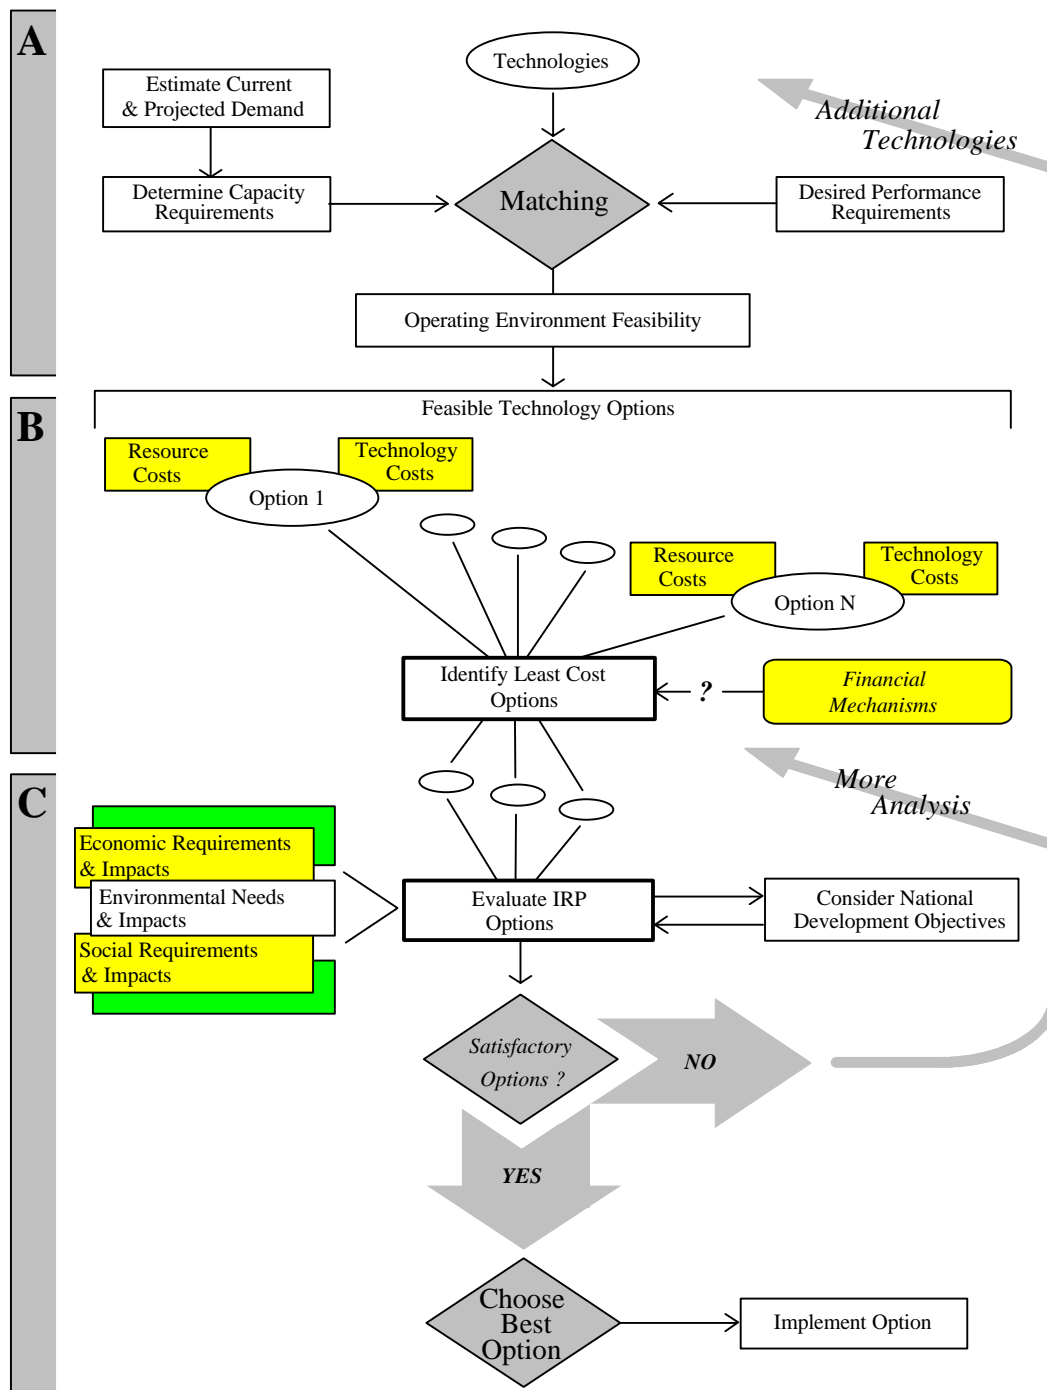 A
Technologies
Estimate Current
& Projected Demand
Additional
Technologies
Determine Capacity
Requirements
Matching
Desired Performance
Requirements
Operating Environment Feasibility
B
Feasible Technology Options
Resource
Costs
Technology
Costs
Option 1
Resource
Costs
Technology
Costs
Option N
Identify Least Cost
Options
?
Financial
Mechanisms
C
More
Analysis
Economic Requirements
& Impacts
Environmental Needs
& Impacts
Social Requirements
& Impacts
Evaluate IRP
Options
Consider National
Development Objectives
Satisfactory
Options ?
NO
YES
Choose
Best
Option
Implement Option